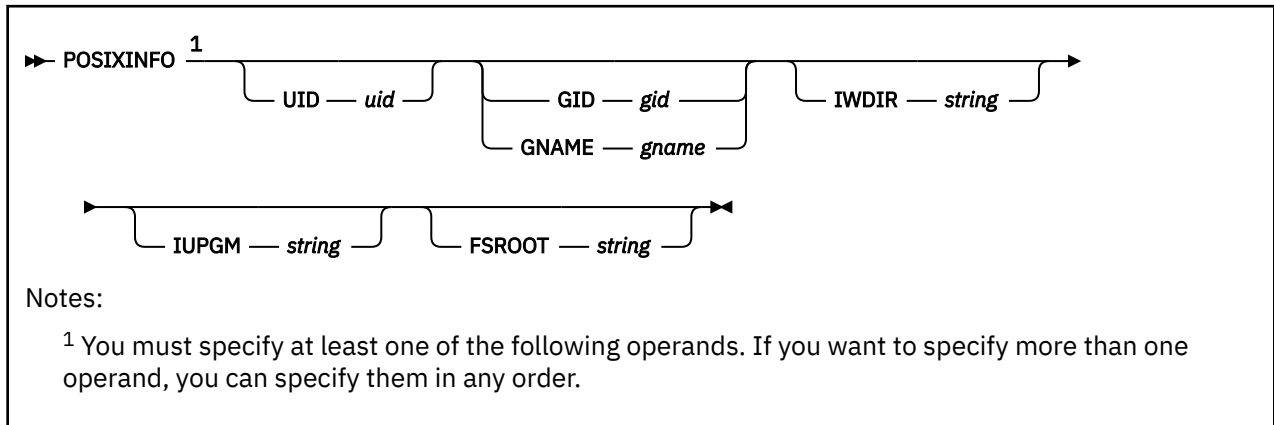 POSIXINFO 1
UID uid GID gid IWDIR string
GNAME gname
IUPGM string FSROOT string
Notes:
1 You must specify at least one of the following operands. If you want to specify more than one
operand, you can specify them in any order.